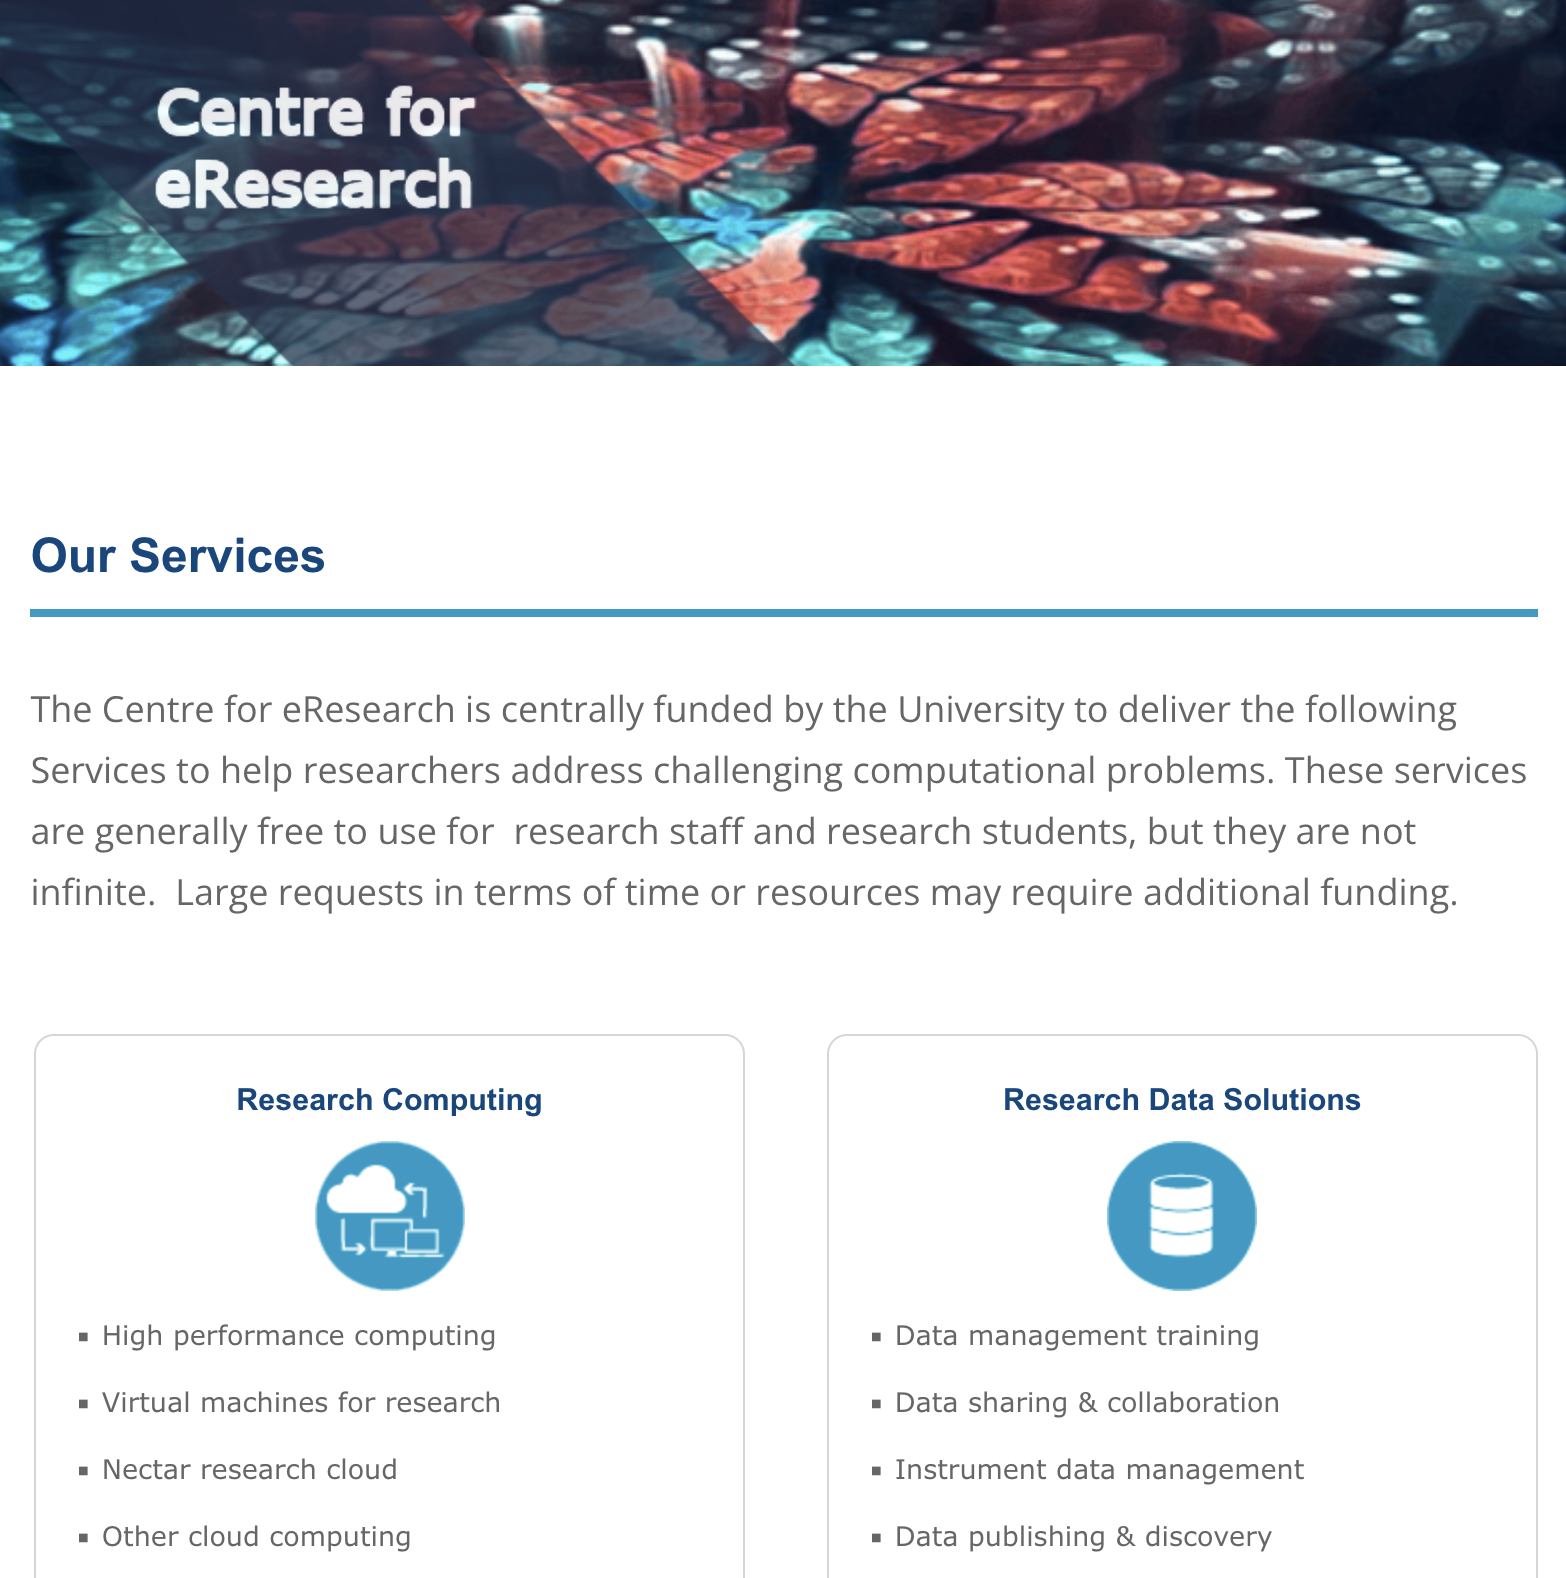 Centre for
eResearch
Our Services
The Centre for eResearch is centrally funded by the University to deliver the following
Services to help researchers address challenging computational problems. These services
are generally free to use for  research staff and research students, but they are not
infinite.  Large requests in terms of time or resources may require additional funding.
Research Computing
▪ High performance computing
▪ Virtual machines for research
▪ Nectar research cloud
▪ Other cloud computing
Research Data Solutions
▪ Data management training
▪ Data sharing & collaboration
▪ Instrument data management
▪ Data publishing & discovery